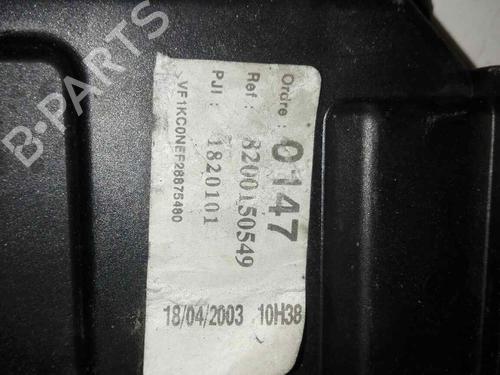 Ordre : 0147
Ref : 8200150549
PJI : 1820101
>VF1KC0NEF28875480
18/04/2003 10H38
B-PARTS